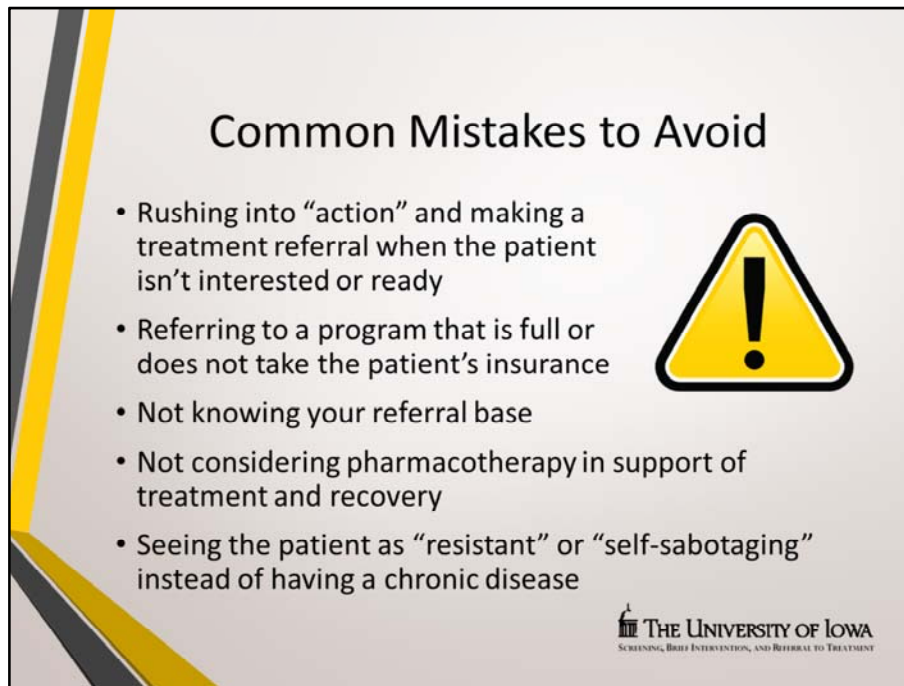 Common Mistakes to Avoid
• Rushing into “action” and making a
treatment referral when the patient
isn’t interested or ready
• Referring to a program that is full or
does not take the patient’s insurance
• Not knowing your referral base
• Not considering pharmacotherapy in support of
treatment and recovery
• Seeing the patient as “resistant” or “self-sabotaging”
instead of having a chronic disease
!
THE UNIVERSITY OF IOWA
SCREENING, BRIEF INTERVENTION, AND REFERRAL TO TREATMENT